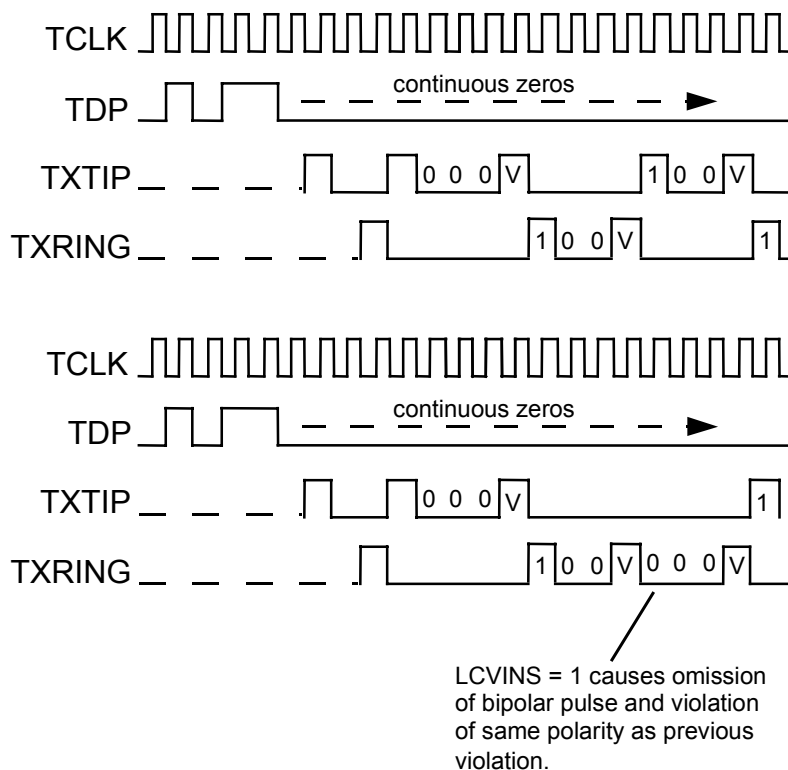 TCLK
TDP
continuous zeros
TXTIP
0 0 0 V
1 0 0 V
TXRING
1 0 0 V
1
TCLK
TDP
continuous zeros
TXTIP
0 0 0 V
1
TXRING
1 0 0 V 0 0 0 V
LCVINS = 1 causes omission
of bipolar pulse and violation
of same polarity as previous
violation.